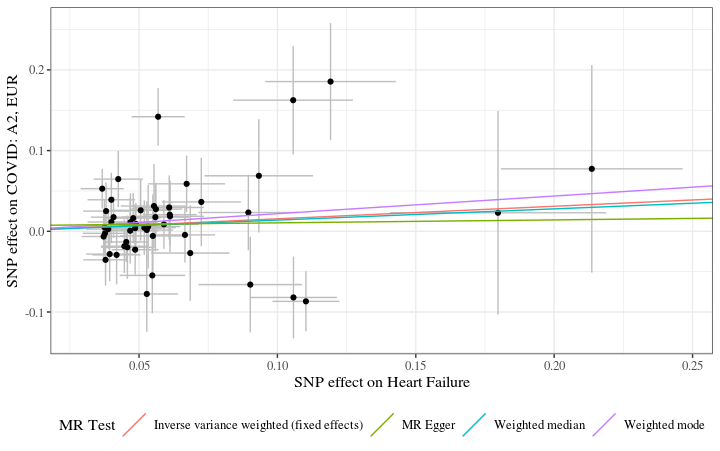 SNP effect on COVID: A2, EUR
0.2
0.1
0.0
-0.1
0.05
0.10
0.15
0.20
0.25
SNP effect on Heart Failure
MR Test
Inverse variance weighted (fixed effects)
MR Egger
Weighted median
Weighted mode